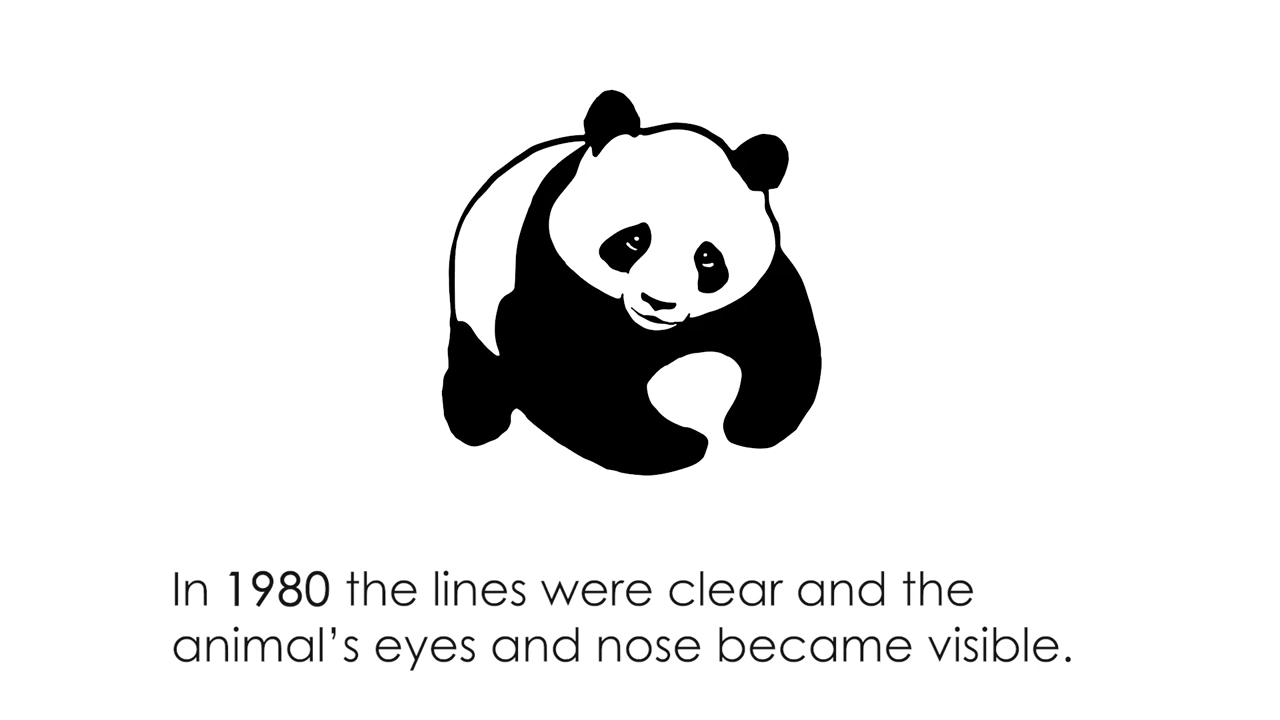 In 1980 the lines were clear and the
animal’s eyes and nose became visible.